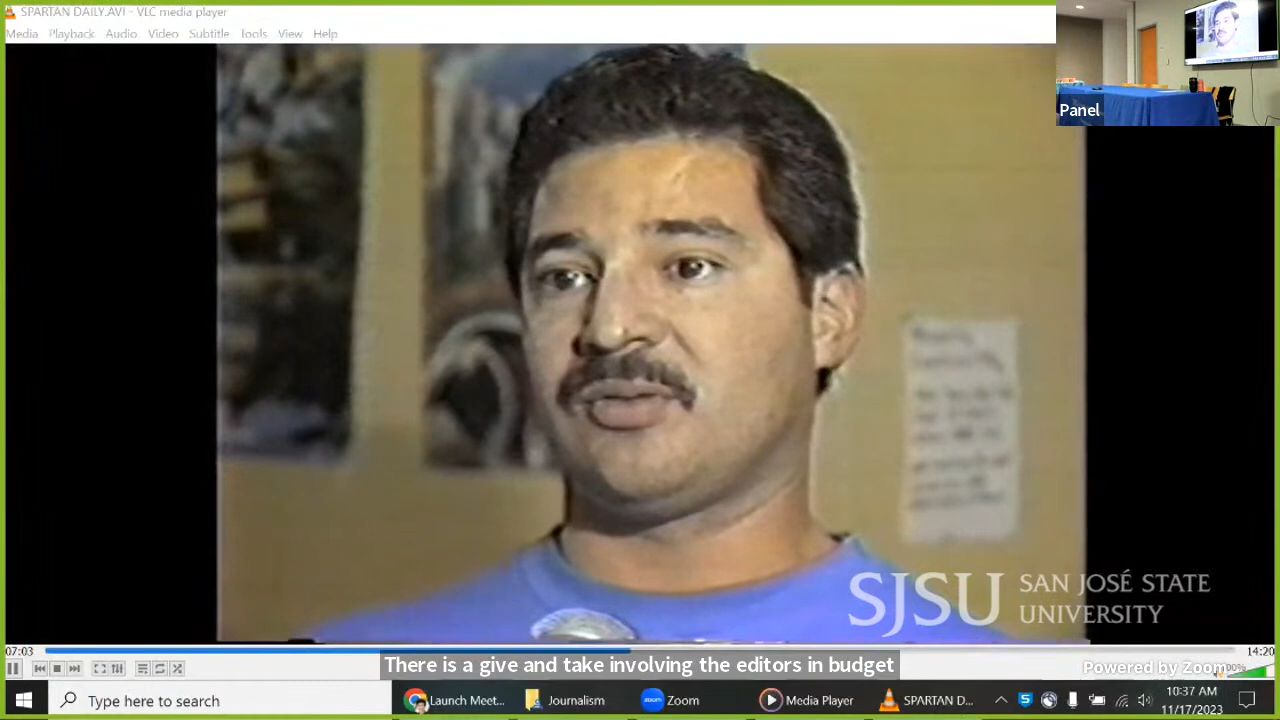 SPARTAN DAILY.AVI - VLC media player
Media Playback Audio Video Subtitle Tools View Help
Panel
SJSU SAN JOSÉ STATE
UNIVERSITY
07:03
14:20
There is a give and take involving the editors in budget
Powered by Zoom
Type here to search
Launch Meet...
Journalism
Zoom
Media Player
SPARTAN D...
10:37 AM
11/17/2023